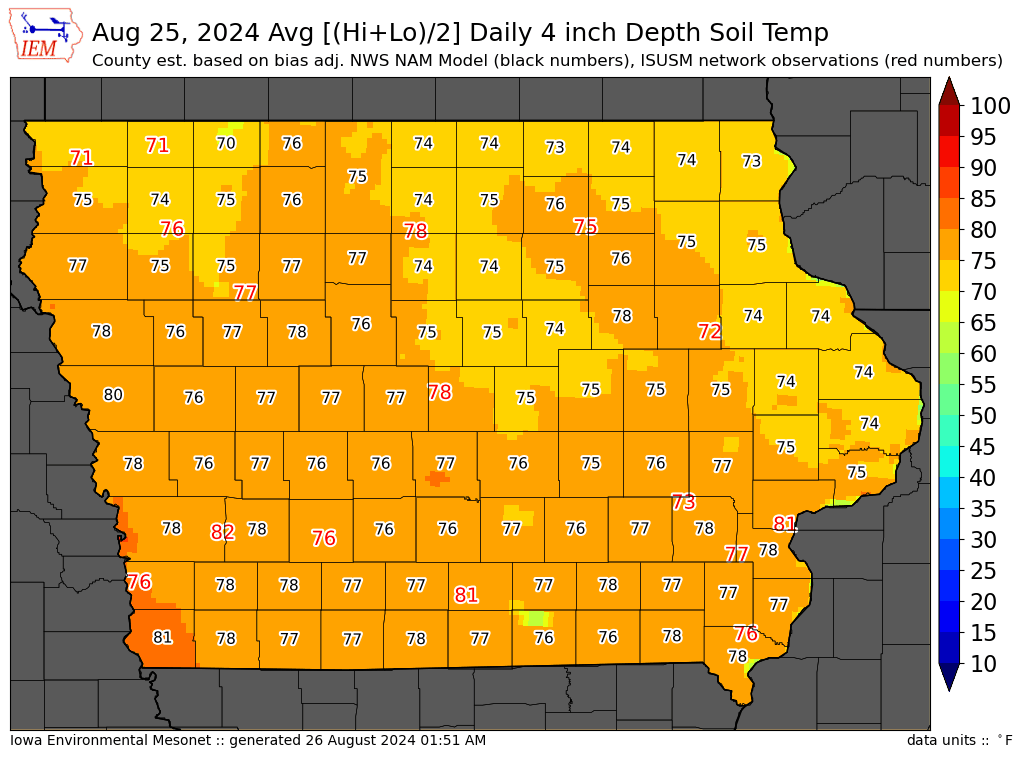 IEM
Aug 25, 2024 Avg [(Hi+Lo)/2] Daily 4 inch Depth Soil Temp
County est. based on bias adj. NWS NAM Model (black numbers), ISUSM network observations (red numbers)
71 71 70 76 74 74 73 74 74 73
75 74 75 76 75 74 75 76 75
76 78 75 75 75
77 75 75 77 77 74 74 75 76
77
78 76 77 78 76 75 75 74 78 72 74 74
80 76 77 77 77 78 75 75 75 75 74 74
74
75
78 76 77 76 76 77 76 75 76 77 75
73
78 82 78 76 76 76 77 76 77 78 81
77 78
76 78 78 77 77 81 77 78 77 77 77
81 78 77 77 78 77 76 76 78 76
78
100
95
90
85
80
75
70
65
60
55
50
45
40
35
30
25
20
15
10
Iowa Environmental Mesonet :: generated 26 August 2024 01:51 AM
data units :: °F